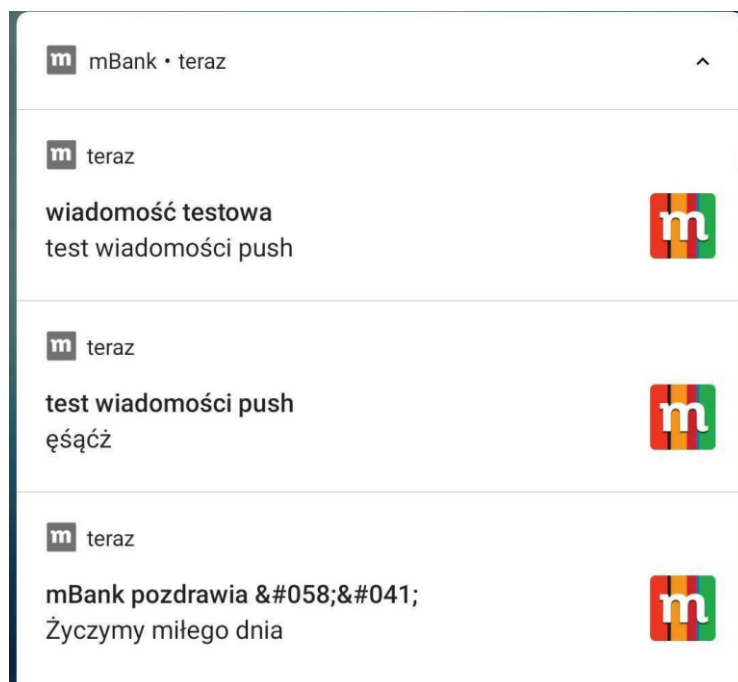 m mBank • teraz
m teraz
wiadomość testowa
test wiadomości push
m
m teraz
test wiadomości push
ęśąćż
m
m teraz
mBank pozdrawia &#058;&#041;
Życzymy miłego dnia
m